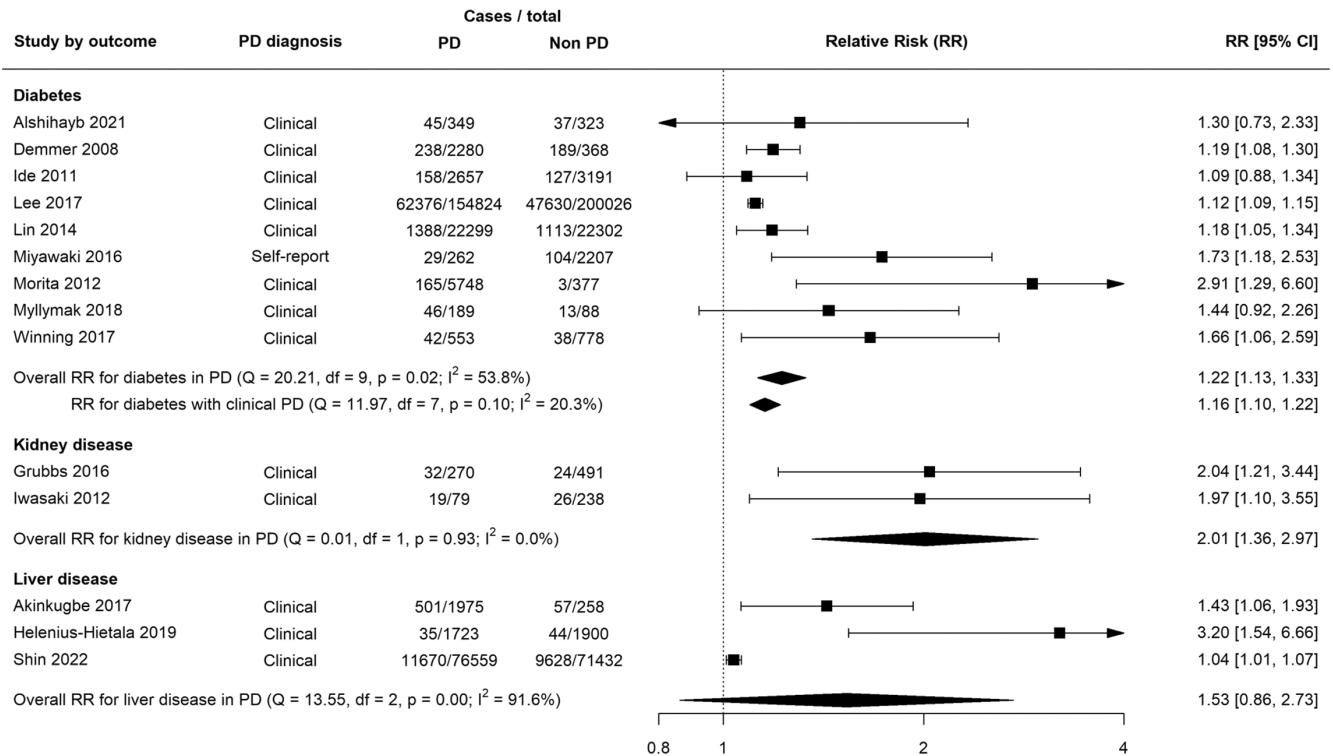 Cases / total
Study by outcome PD diagnosis PD Non PD Relative Risk (RR) RR [95% CI]
Diabetes
Alshihayb 2021 Clinical 45/349 37/323 1.30 [0.73, 2.33]
Demmer 2008 Clinical 238/2280 189/368 1.19 [1.08, 1.30]
Ide 2011 Clinical 158/2657 127/3191 1.09 [0.88, 1.34]
Lee 2017 Clinical 62376/154824 47630/200026 1.12 [1.09, 1.15]
Lin 2014 Clinical 1388/22299 1113/22302 1.18 [1.05, 1.34]
Miyawaki 2016 Self-report 29/262 104/2207 1.73 [1.18, 2.53]
Morita 2012 Clinical 165/5748 3/377 2.91 [1.29, 6.60]
Myllymak 2018 Clinical 46/189 13/88 1.44 [0.92, 2.26]
Winning 2017 Clinical 42/553 38/778 1.66 [1.06, 2.59]
Overall RR for diabetes in PD (Q = 20.21, df = 9, p = 0.02; I² = 53.8%) 1.22 [1.13, 1.33]
RR for diabetes with clinical PD (Q = 11.97, df = 7, p = 0.10; I² = 20.3%) 1.16 [1.10, 1.22]
Kidney disease
Grubbs 2016 Clinical 32/270 24/491 2.04 [1.21, 3.44]
Iwasaki 2012 Clinical 19/79 26/238 1.97 [1.10, 3.55]
Overall RR for kidney disease in PD (Q = 0.01, df = 1, p = 0.93; I² = 0.0%) 2.01 [1.36, 2.97]
Liver disease
Akinkugbe 2017 Clinical 501/1975 57/258 1.43 [1.06, 1.93]
Helenius-Hietala 2019 Clinical 35/1723 44/1900 3.20 [1.54, 6.66]
Shin 2022 Clinical 11670/76559 9628/71432 1.04 [1.01, 1.07]
Overall RR for liver disease in PD (Q = 13.55, df = 2, p = 0.00; I² = 91.6%) 1.53 [0.86, 2.73]
0.8 1 2 4